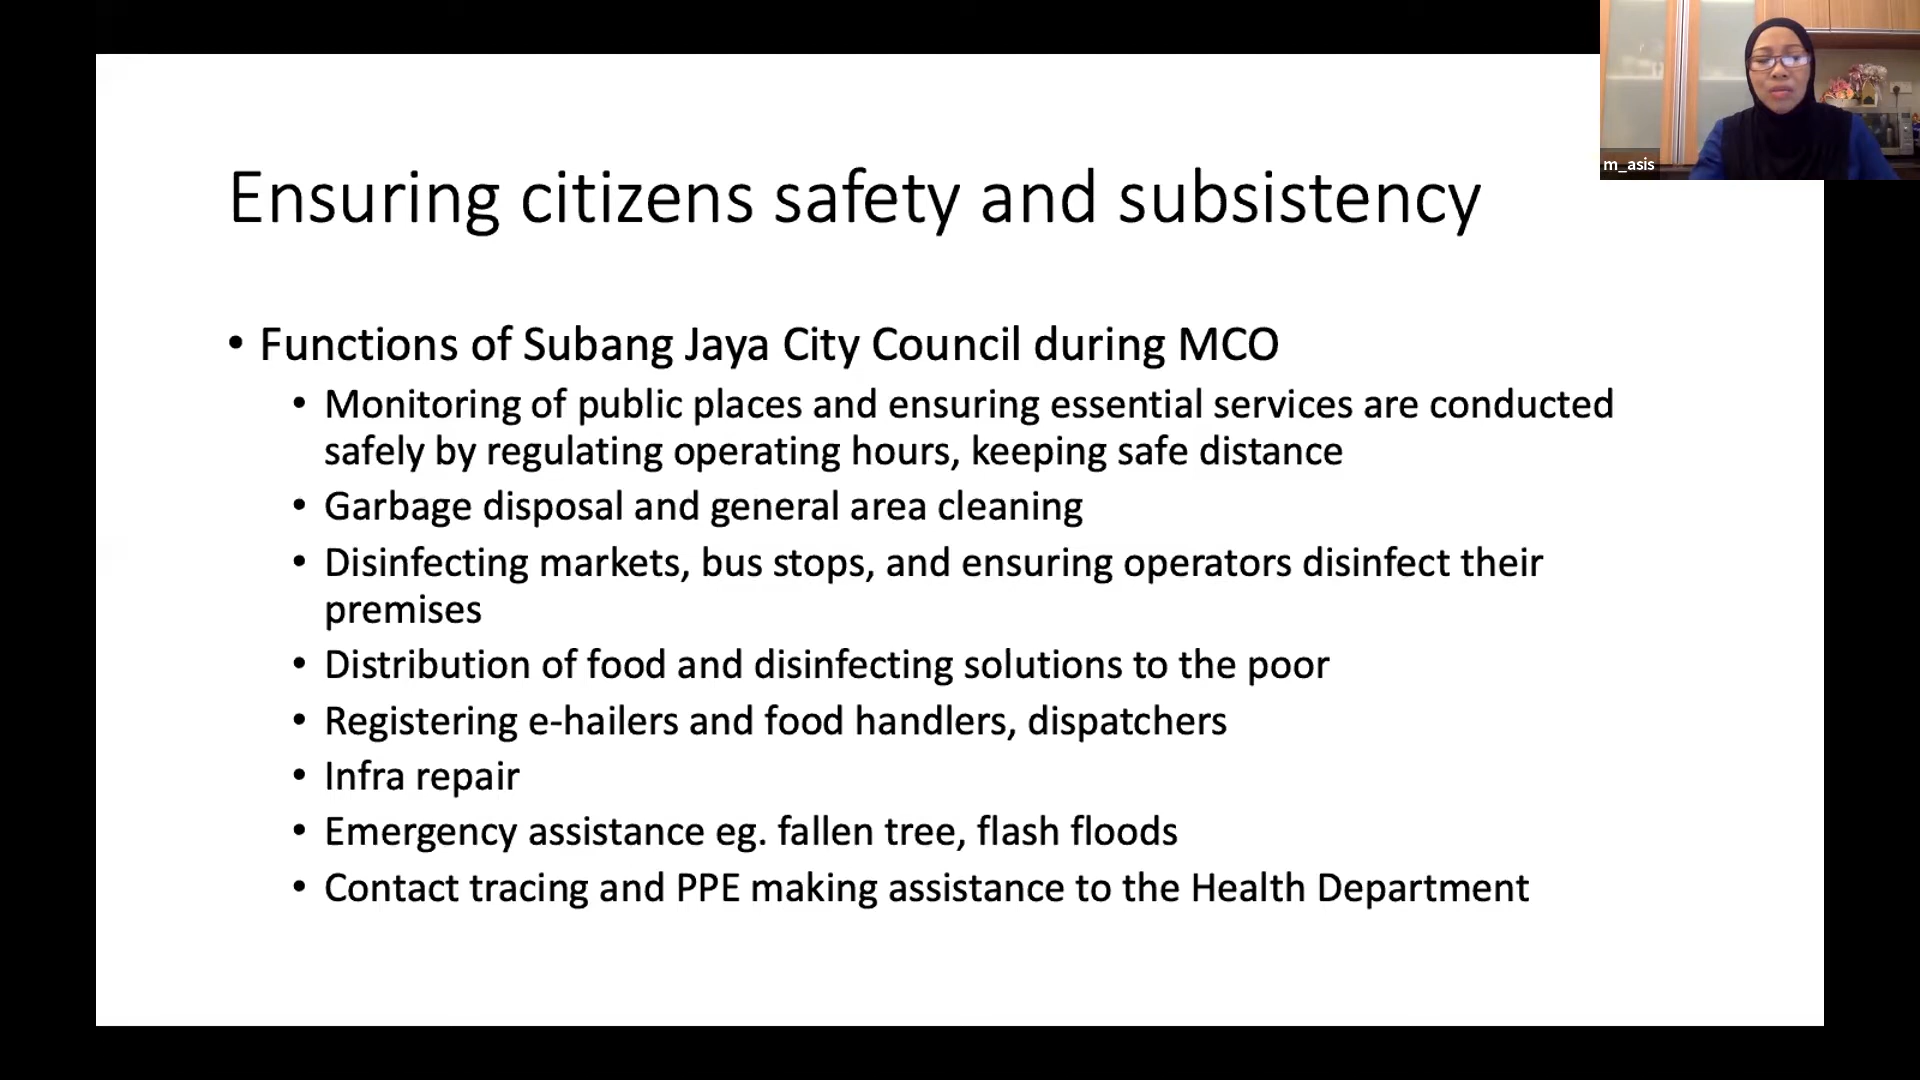 m_asis
Ensuring citizens safety and subsistency
• Functions of Subang Jaya City Council during MCO
• Monitoring of public places and ensuring essential services are conducted
safely by regulating operating hours, keeping safe distance
• Garbage disposal and general area cleaning
• Disinfecting markets, bus stops, and ensuring operators disinfect their
premises
• Distribution of food and disinfecting solutions to the poor
• Registering e-hailers and food handlers, dispatchers
• Infra repair
• Emergency assistance eg. fallen tree, flash floods
• Contact tracing and PPE making assistance to the Health Department